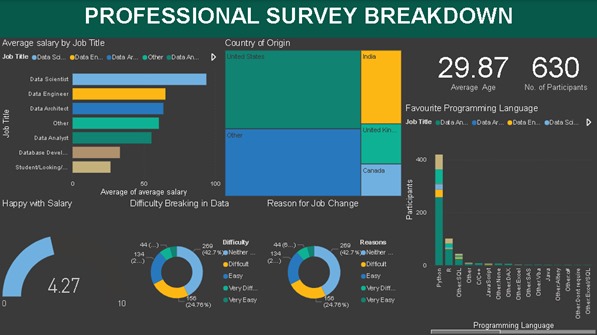 PROFESSIONAL SURVEY BREAKDOWN
Average salary by Job Title
Job Title Data Sci... Data En... Data Ar... Other Data An...
Job Title
Data Scientist
Data Engineer
Data Architect
Other
Data Analyst
Database Devel...
Student/Looking/...
0 50 100
Average of average salary
Country of Origin
United States
India
Other
United Kin...
Canada
29.87
Average Age
630
No. of Participants
Favourite Programming Language
Job Title Data An... Data Ar... Data En... Data Sci...
Participants
400
200
0
Python
R
Other:SQL
Other
C/C++
JavaScript
Other:None
Other:DAX
Other:Excel
Other:SAS
Other:Vba
Java
Other:Altery
Other:c#
Other:Dont require
Other:Excel/SQL
Programming Language
Happy with Salary
4.27
0 10
Difficulty Breaking in Data
44 (...
134
(2...
269
(42.7%)
156
(24.76%)
Difficulty
Neither ...
Difficult
Easy
Very Diff...
Very Easy
Reason for Job Change
44 (6...
134
(2...
269
(42.7%)
156
(24.76%)
Reasons
Neither ...
Difficult
Easy
Very Diff...
Very Easy